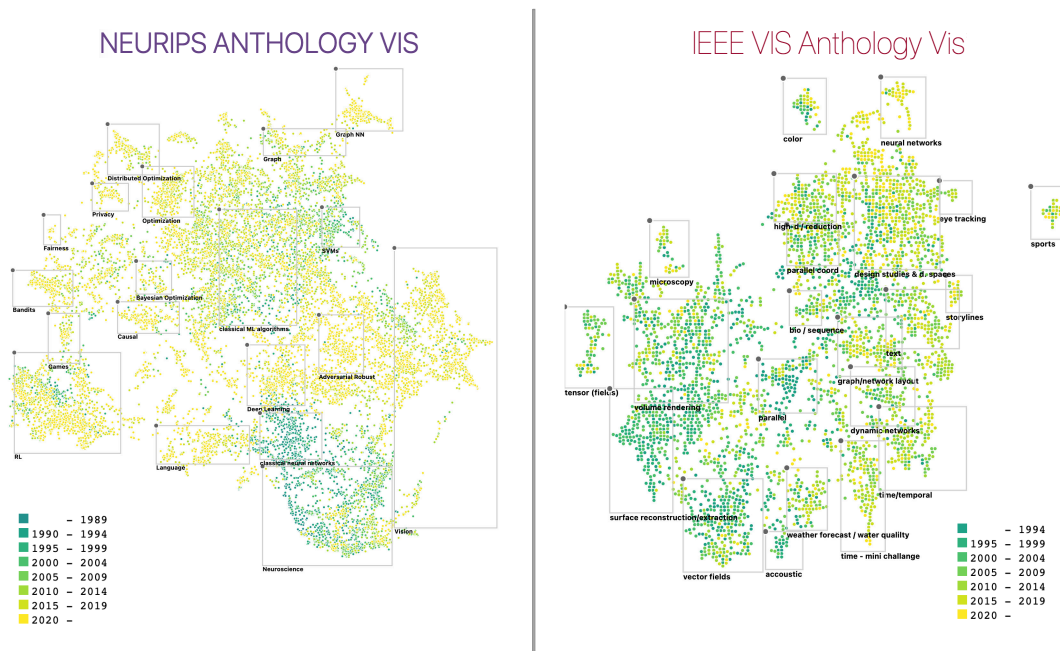 NEURIPS ANTHOLOGY VIS
Graph NN
Graph
Distributed Optimization
Privacy
Optimization
Fairness
SVMs
Bayesian Optimization
Bandits
classical ML algorithms
Causal
Games
Adversarial Robust
Deep Learning
RL
Language
classical neural networks
Vision
Neuroscience
- 1989
1990 - 1994
1995 - 1999
2000 - 2004
2005 - 2009
2010 - 2014
2015 - 2019
2020 -
IEEE VIS Anthology Vis
color
neural networks
eye tracking
high-d / reduction
sports
parallel coord
design studies & d. spaces
microscopy
storylines
bio / sequence
text
graph/network layout
tensor (fields)
volume rendering
parallel
dynamic networks
time/temporal
surface reconstruction/extraction
weather forecast / water qualilty
time - mini challange
vector fields
accoustic
- 1994
1995 - 1999
2000 - 2004
2005 - 2009
2010 - 2014
2015 - 2019
2020 -